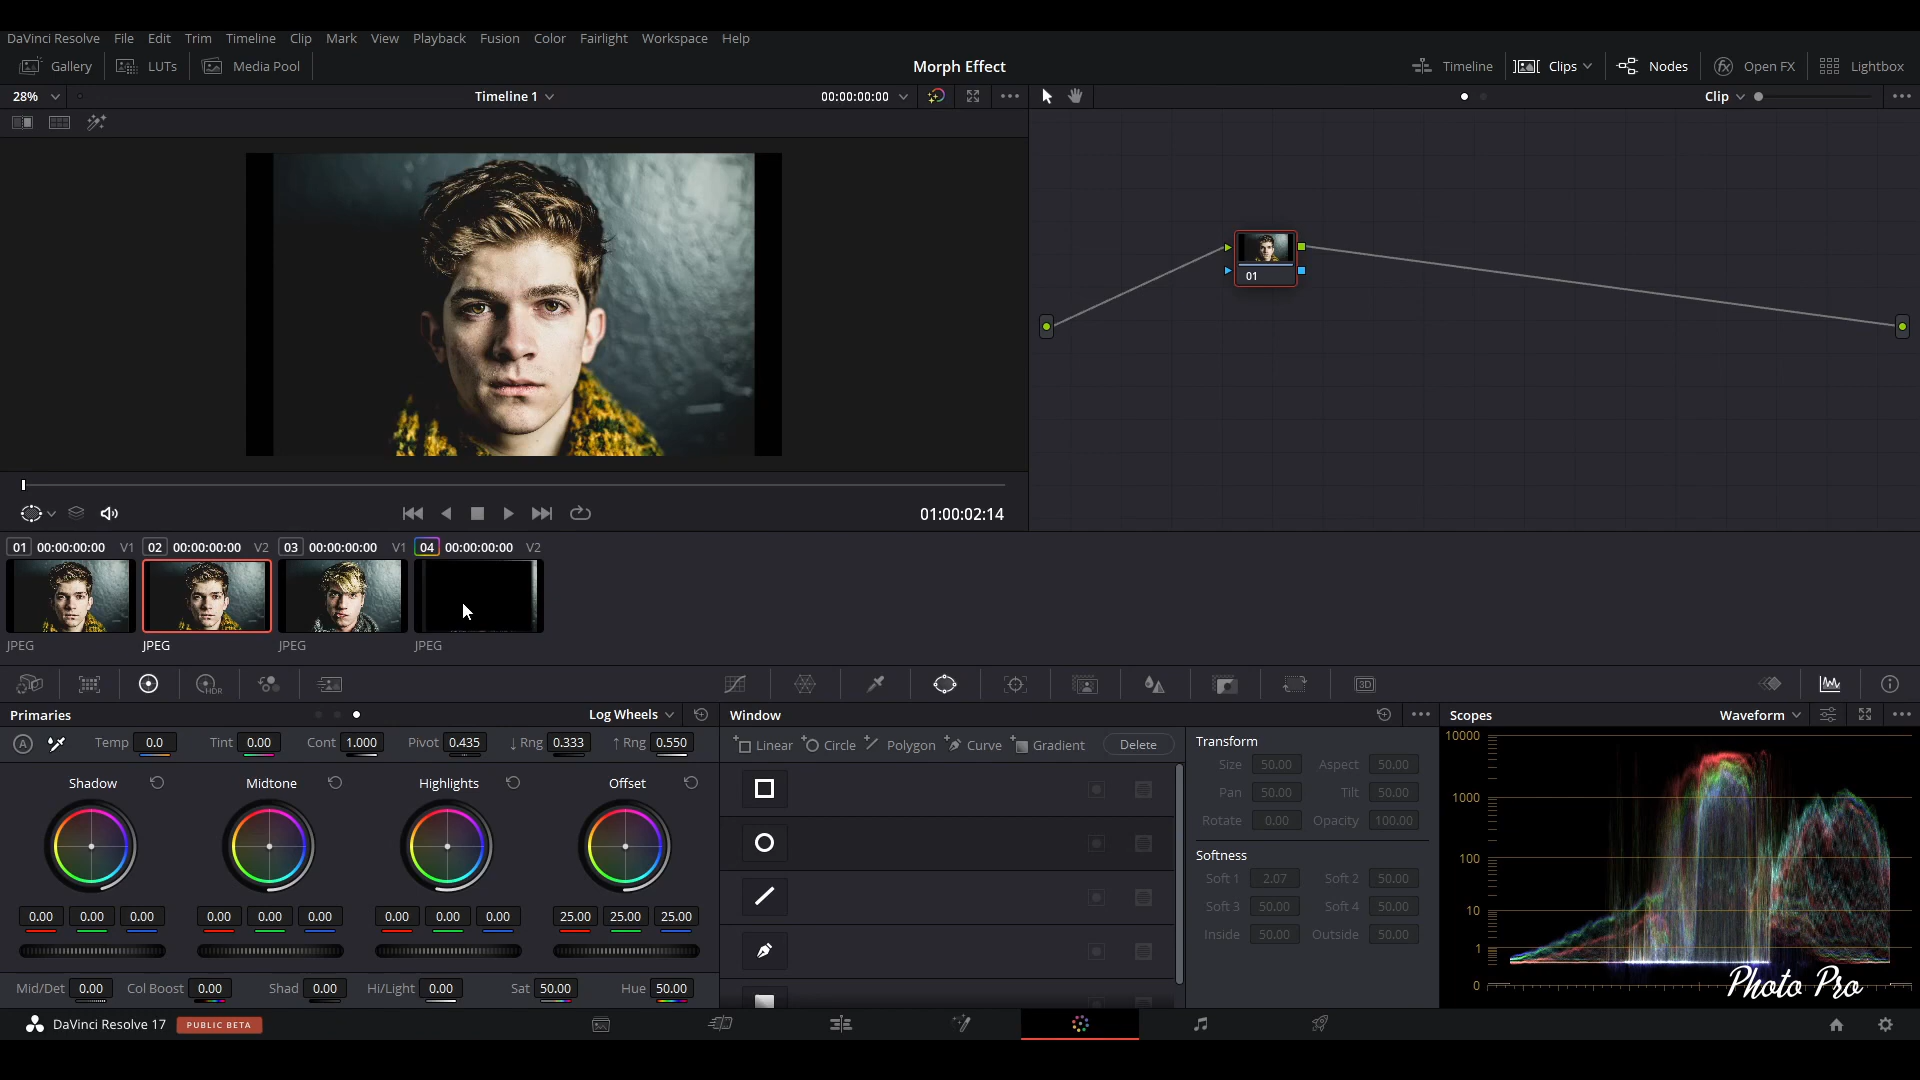 DaVinci Resolve File Edit Trim Timeline Clip Mark View Playback Fusion Color Fairlight Workspace Help
Gallery LUTs Media Pool Morph Effect Timeline Clips Nodes fx Open FX Lightbox
28% Timeline 1 00:00:00:00 Clip
01
01:00:02:14
01 00:00:00:00 V1 02 00:00:00:00 V2 03 00:00:00:00 V1 04 00:00:00:00 V2
JPEG JPEG JPEG JPEG
HDR 3D
Primaries Log Wheels Window Scopes Waveform
A Temp 0.0 Tint 0.00 Cont 1.000 Pivot 0.435 ↓ Rng 0.333 ↑ Rng 0.550
Linear Circle Polygon Curve Gradient Delete
Transform
Size 50.00 Aspect 50.00
Pan 50.00 Tilt 50.00
Rotate 0.00 Opacity 100.00
Softness
Soft 1 2.07 Soft 2 50.00
Soft 3 50.00 Soft 4 50.00
Inside 50.00 Outside 50.00
10000
1000
100
10
1
0
Shadow Midtone Highlights Offset
0.00 0.00 0.00 0.00 0.00 0.00 0.00 0.00 0.00 25.00 25.00 25.00
Mid/Det 0.00 Col Boost 0.00 Shad 0.00 Hi/Light 0.00 Sat 50.00 Hue 50.00
Photo Pro
DaVinci Resolve 17 PUBLIC BETA